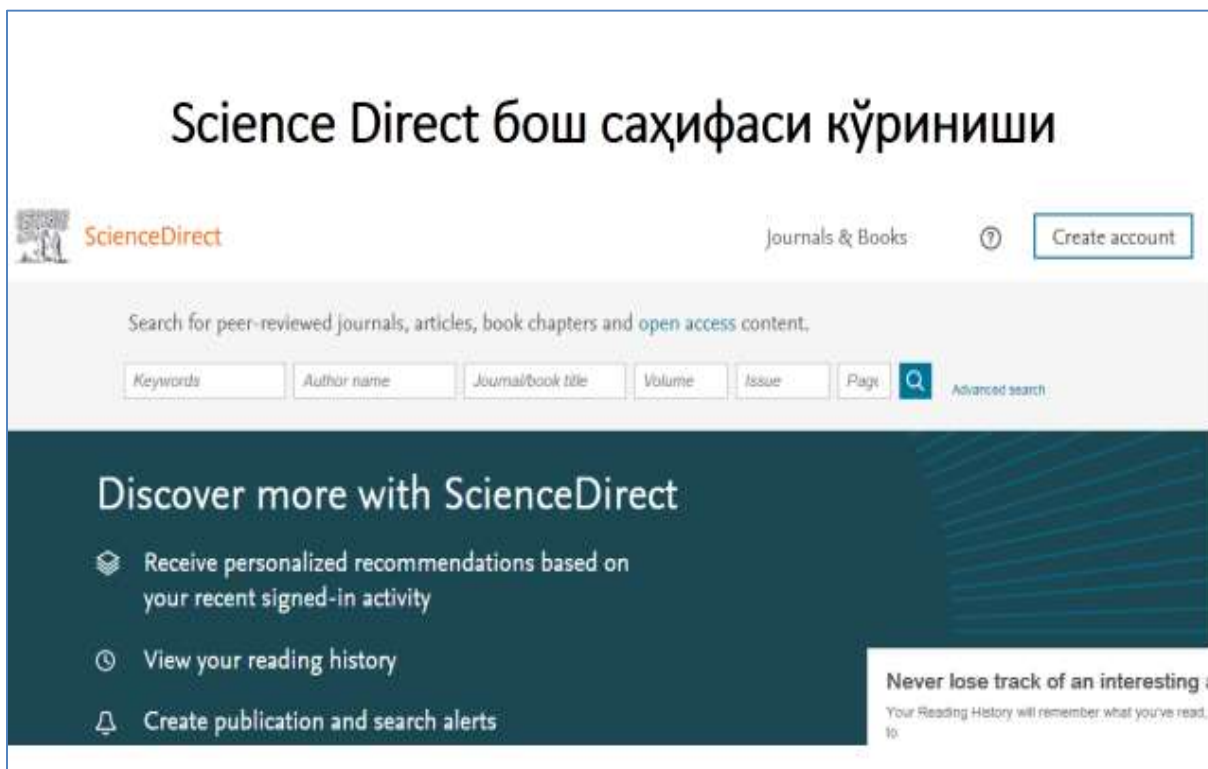 Science Direct бош саҳифаси кўриниши
ScienceDirect
Journals & Books
Create account
Search for peer-reviewed journals, articles, book chapters and open access content.
Keywords Author name Journal/book title Volume Issue Page Advanced search
Discover more with ScienceDirect
Receive personalized recommendations based on
your recent signed-in activity
View your reading history
Create publication and search alerts
Never lose track of an interesting a
Your Reading History will remember what you've read,
to